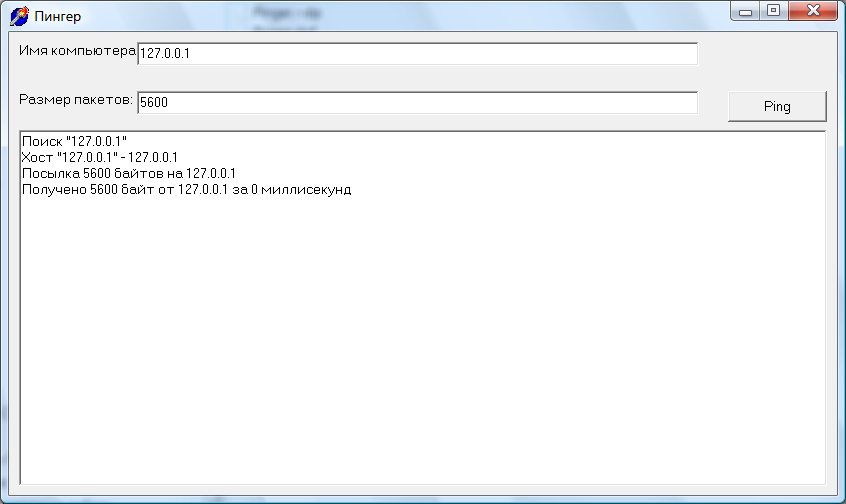 Пингер
Имя компьютера 127.0.0.1
Размер пакетов: 5600
Ping
Поиск "127.0.0.1"
Хост "127.0.0.1" - 127.0.0.1
Посылка 5600 байтов на 127.0.0.1
Получено 5600 байт от 127.0.0.1 за 0 миллисекунд